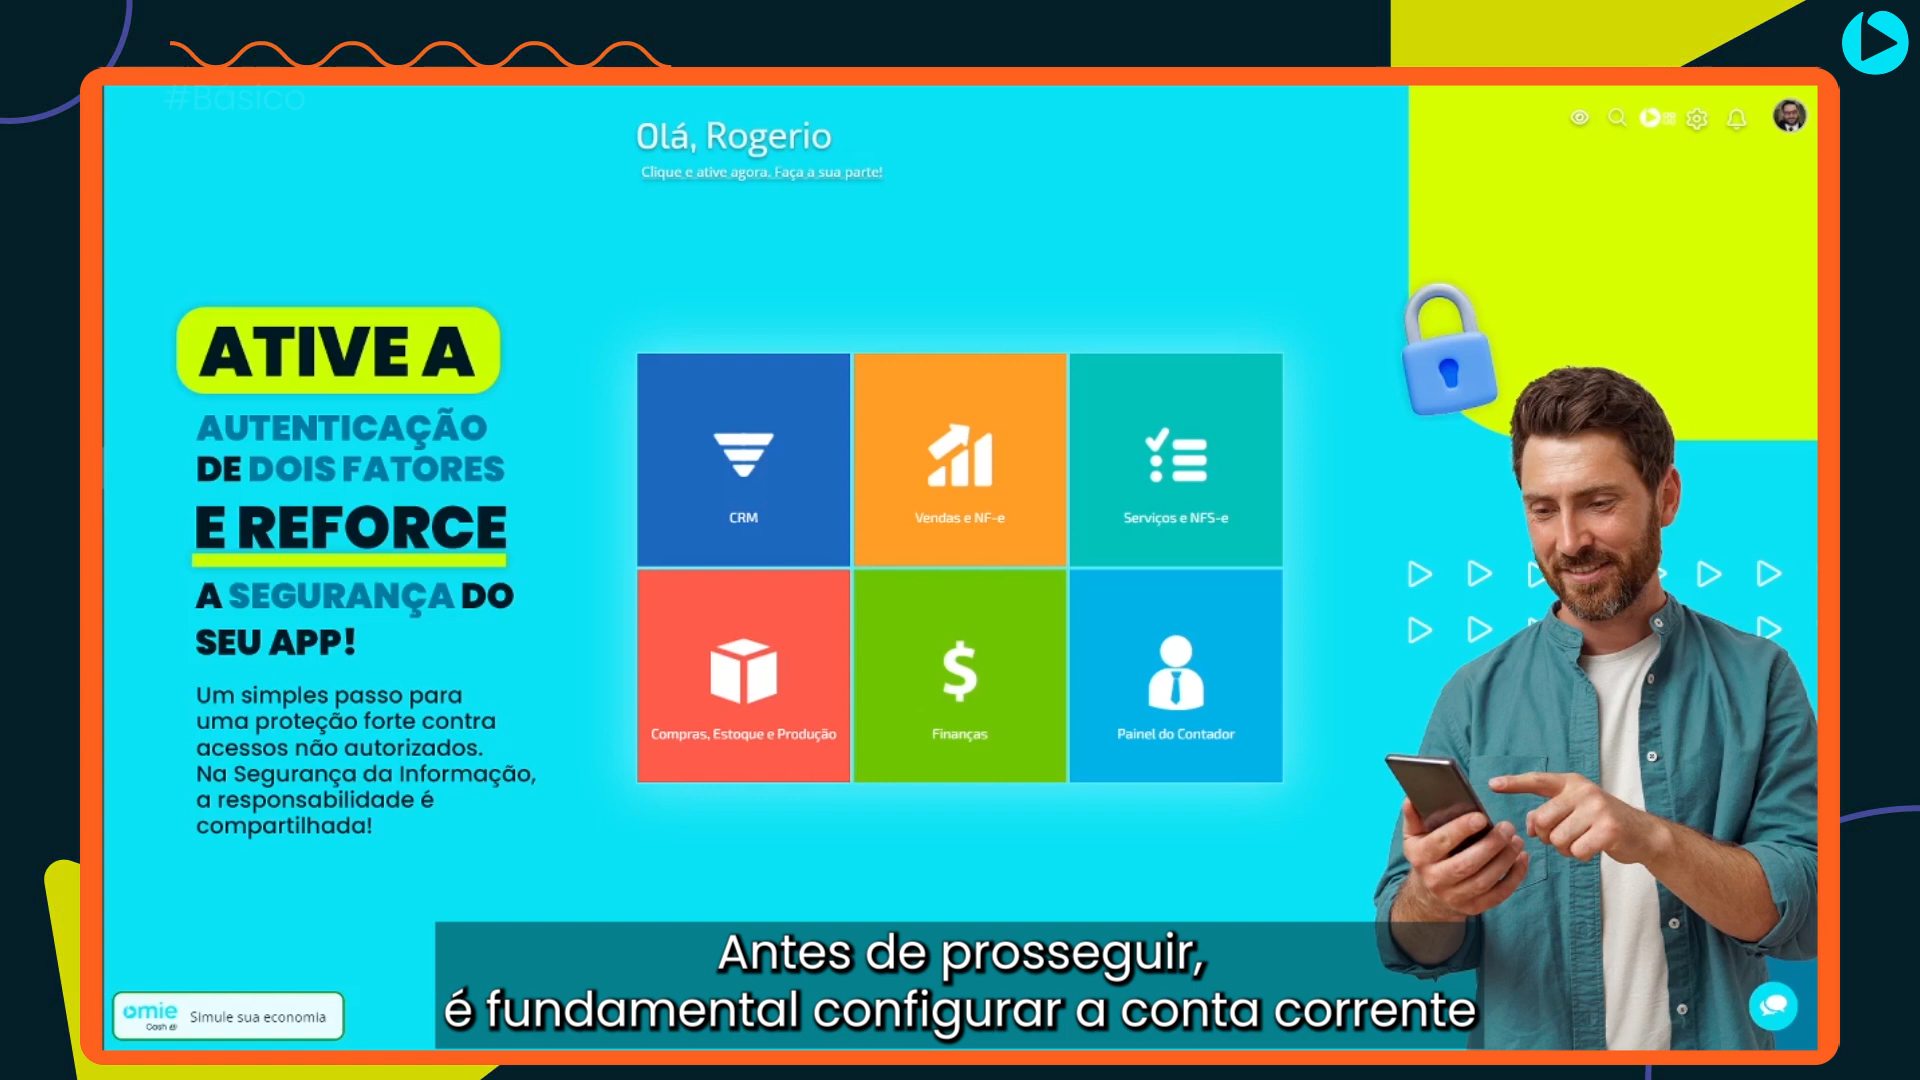 #Básico
Olá, Rogerio
Clique e ative agora. Faça a sua parte!
ATIVE A
AUTENTICAÇÃO
DE DOIS FATORES
E REFORCE
A SEGURANÇA DO
SEU APP!
Um simples passo para
uma proteção forte contra
acessos não autorizados.
Na Segurança da Informação,
a responsabilidade é
compartilhada!
CRM
Vendas e NF-e
Serviços e NFS-e
Compras, Estoque e Produção
Finanças
Painel do Contador
Antes de prosseguir,
é fundamental configurar a conta corrente
omie
Cash
Simule sua economia